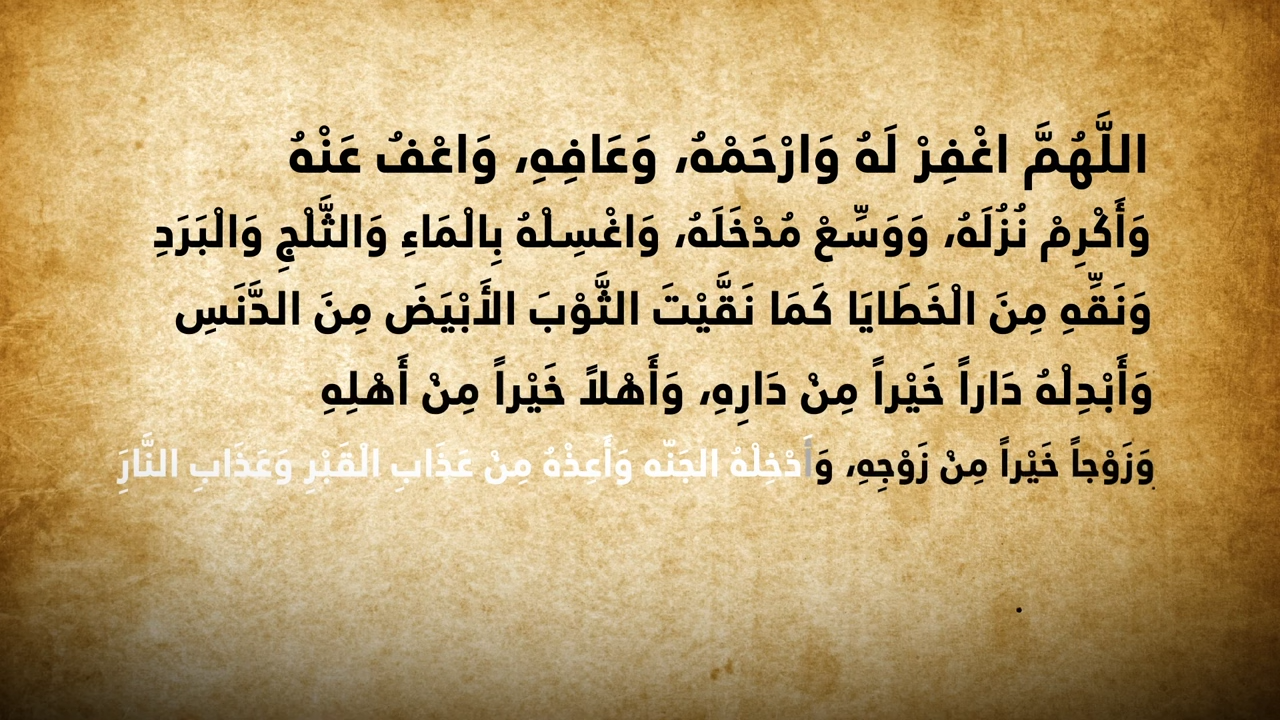 اللَّهُمَّ اغْفِرْ لَهُ وَارْحَمْهُ، وَعَافِهِ، وَاعْفُ عَنْهُ
وَأَكْرِمْ نُزُلَهُ، وَوَسِّعْ مُدْخَلَهُ، وَاغْسِلْهُ بِالْمَاءِ وَالثَّلْجِ وَالْبَرَدِ
وَنَقِّهِ مِنَ الْخَطَايَا كَمَا نَقَّيْتَ الثَّوْبَ الأَبْيَضَ مِنَ الدَّنَسِ
وَأَبْدِلْهُ دَاراً خَيْراً مِنْ دَارِهِ، وَأَهْلاً خَيْراً مِنْ أَهْلِهِ
وَزَوْجاً خَيْراً مِنْ زَوْجِهِ، وَأَدْخِلْهُ الجَنّه وَأَعِذْهُ مِنْ عَذَابِ الْقَبْرِ وَعَذَابِ النَّارَِ